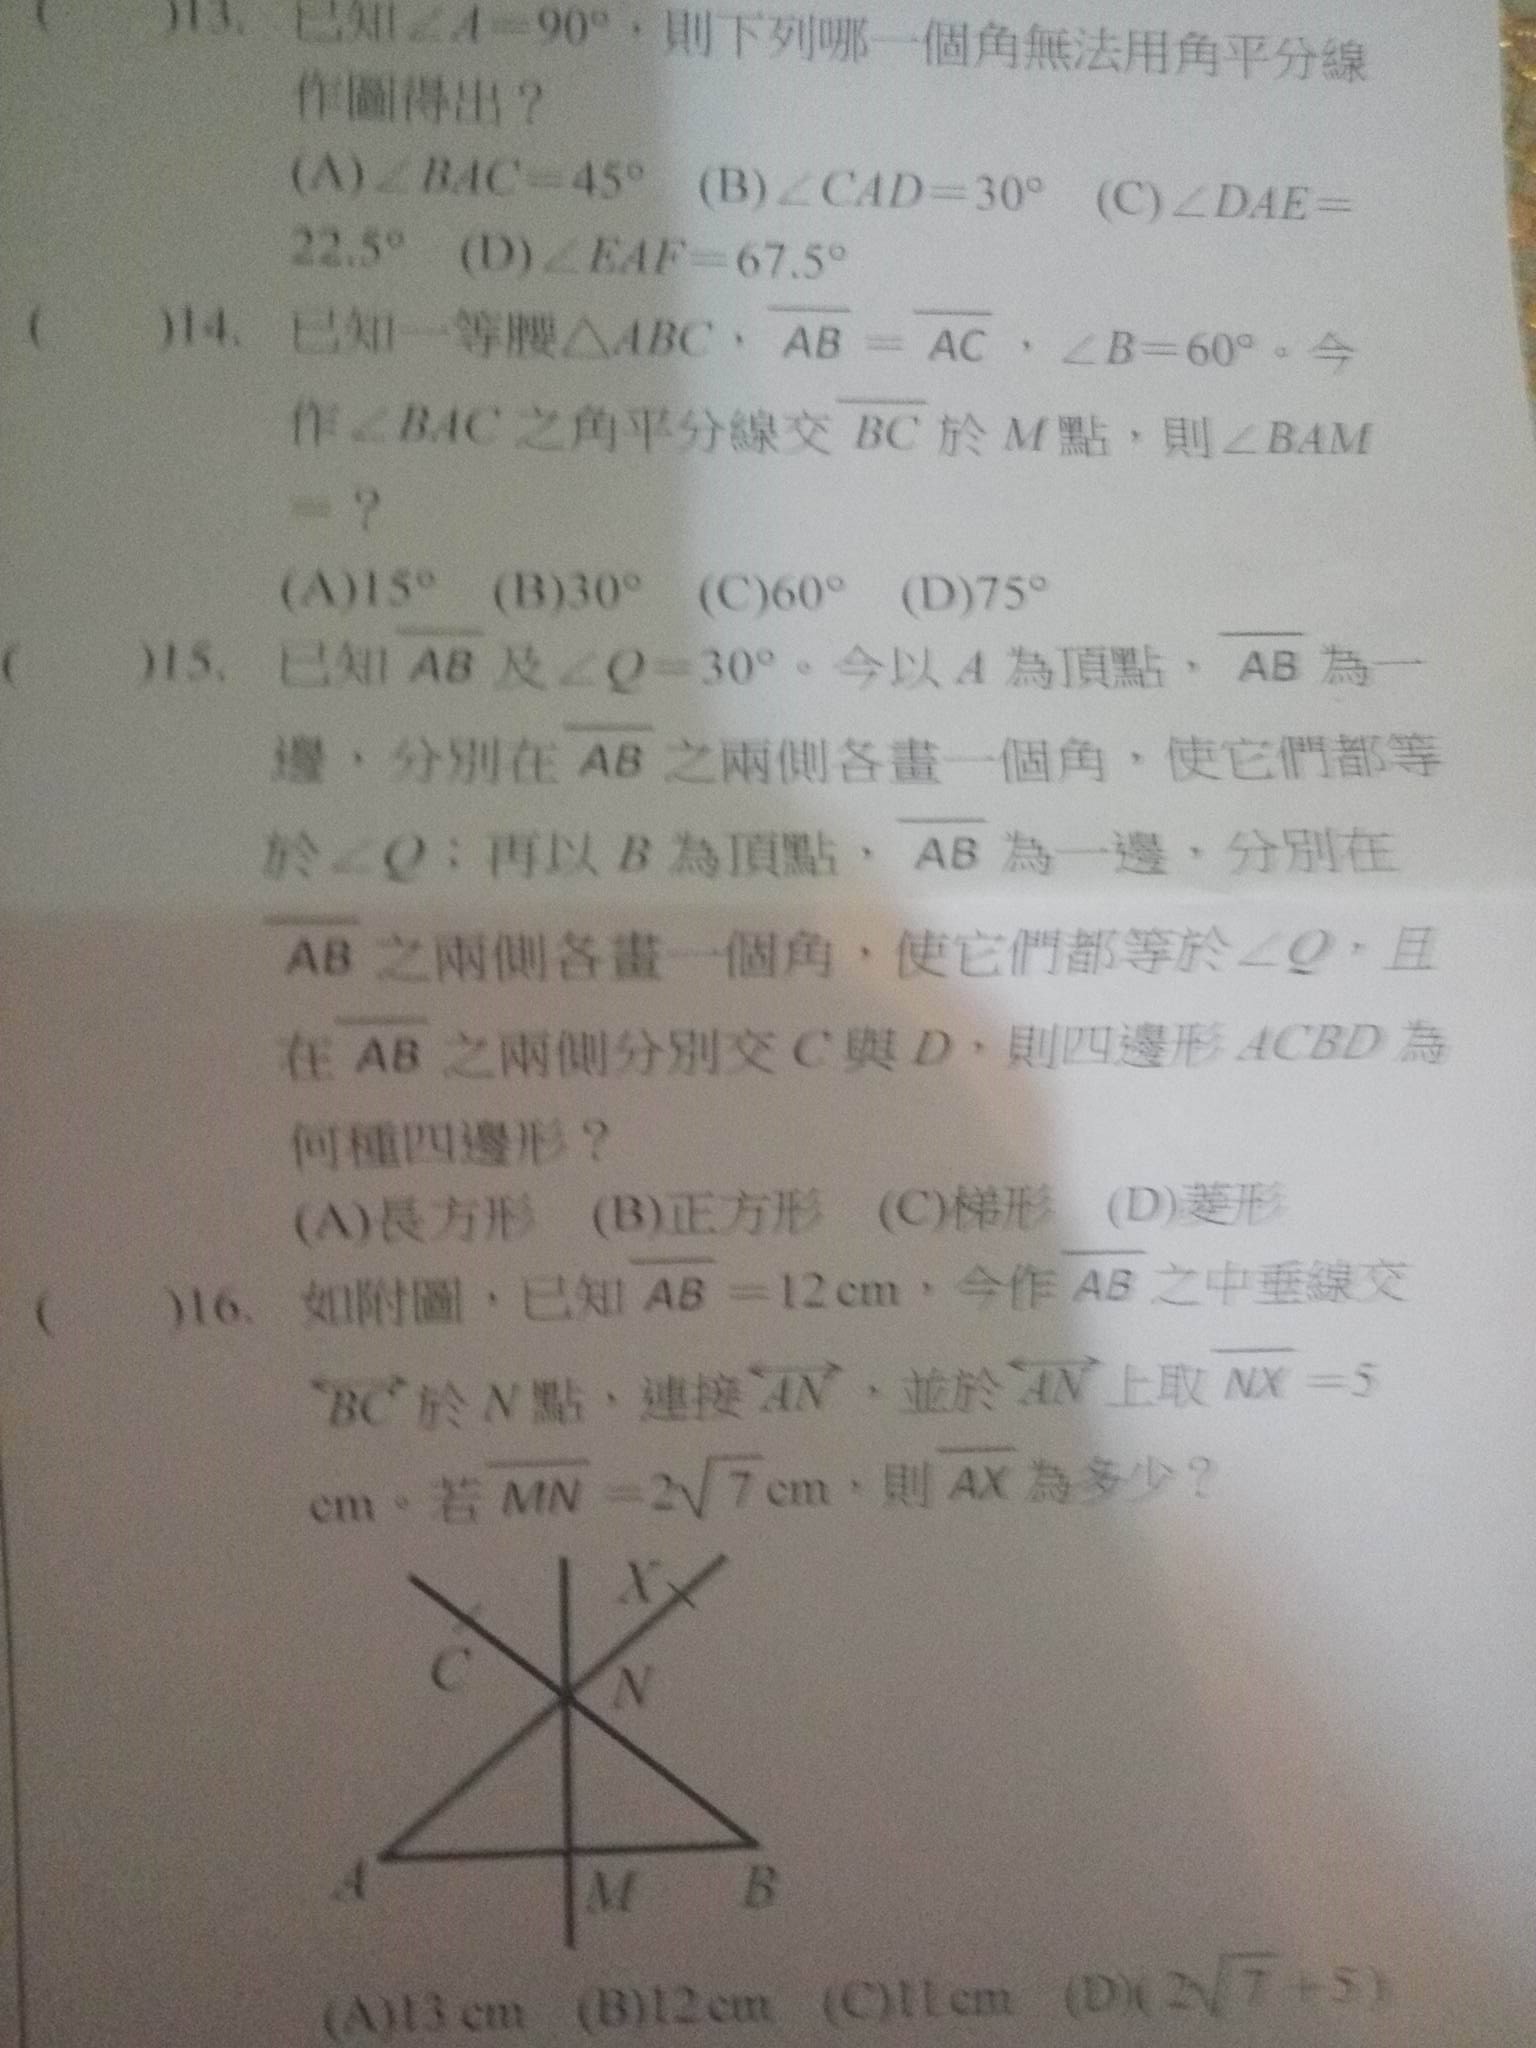 ( )13. 已知∠A=90°，則下列哪一個角無法用角平分線
作圖得出？
(A)∠BAC=45° (B)∠CAD=30° (C)∠DAE=
22.5° (D)∠EAF=67.5°
( )14. 已知一等腰△ABC，AB=AC，∠B=60°。今
作∠BAC之角平分線交BC於M點，則∠BAM
=？
(A)15° (B)30° (C)60° (D)75°
( )15. 已知AB及∠Q=30°。今以A為頂點，AB為一
邊，分別在AB之兩側各畫一個角，使它們都等
於∠Q；再以B為頂點，AB為一邊，分別在
AB之兩側各畫一個角，使它們都等於∠Q，且
在AB之兩側分別交C與D，則四邊形ACBD為
何種四邊形？
(A)長方形 (B)正方形 (C)梯形 (D)菱形
( )16. 如附圖，已知AB=12cm，今作AB之中垂線交
BC於N點，連接AN，並於AN上取NX=5
cm。若MN=2√7cm，則AX為多少？
X
C
N
A M B
(A)13 cm (B)12cm (C)11cm (D)(2√7+5)